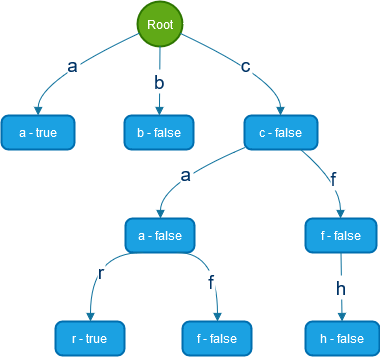 Root
a
b
c
a - true
b - false
c - false
a
f
a - false
f - false
r
f
h
r - true
f - false
h - false